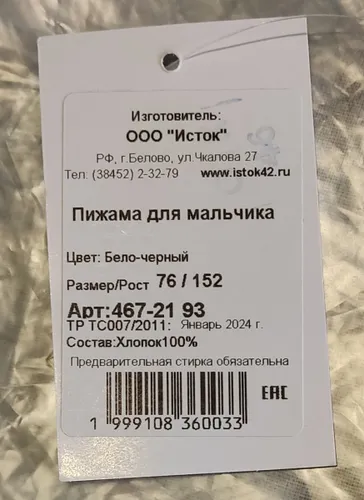 Изготовитель:
ООО "Исток"
РФ, г.Белово, ул.Чкалова 27
Тел: (38452) 2-32-79 www.istok42.ru
Пижама для мальчика
Цвет: Бело-черный
Размер/Рост 76 / 152
Арт:467-21 93
ТР ТС007/2011: Январь 2024 г.
Состав:Хлопок100%
Предварительная стирка обязательна
EAC
1 999108 360033